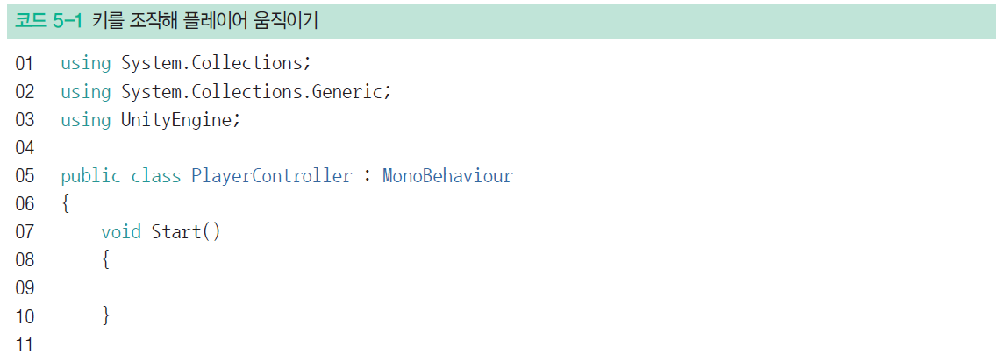 코드 5-1 키를 조작해 플레이어 움직이기
01 using System.Collections;
02 using System.Collections.Generic;
03 using UnityEngine;
04
05 public class PlayerController : MonoBehaviour
06 {
07     void Start()
08     {
09
10     }
11